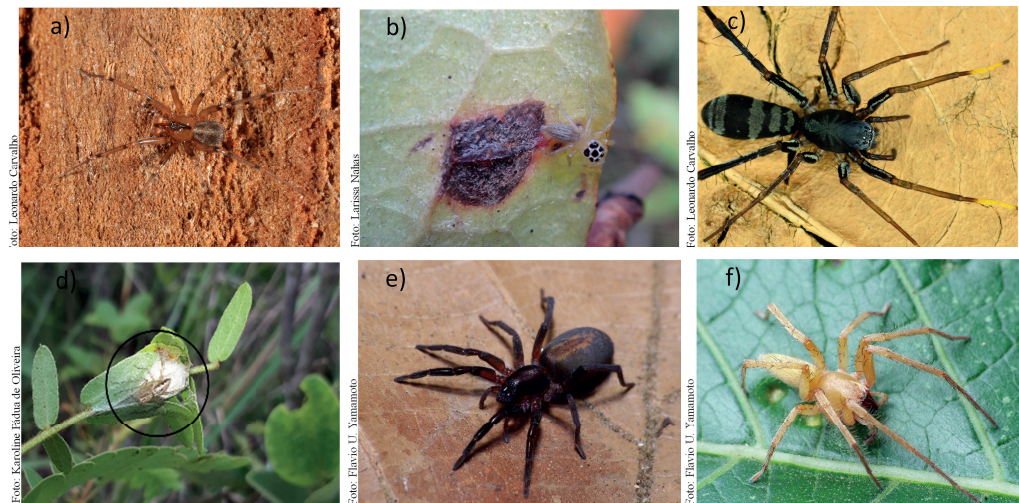 a)
Foto: Leonardo Carvalho
b)
Foto: Larissa Nahas
c)
Foto: Leonardo Carvalho
d)
Foto: Karoline Fádua de Oliveira
e)
Foto: Flavio U. Yamamoto
f)
Foto: Flavio U. Yamamoto